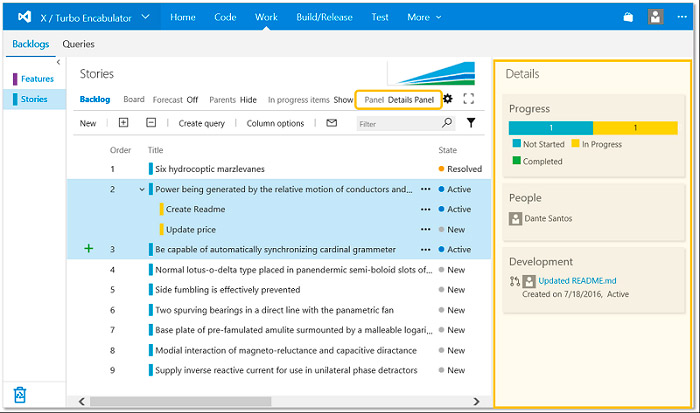 X / Turbo Encabulator
Home Code Work Build/Release Test More
Backlogs Queries
Features
Stories
Stories
Backlog Board Forecast Off Parents Hide In progress items Show Panel Details Panel
New Create query Column options Filter
Order Title State
1 Six hydrocoptic marzlevanes Resolved
2 Power being generated by the relative motion of conductors and... ... Active
Create Readme ... Active
Update price ... New
3 Be capable of automatically synchronizing cardinal grammeter ... Active
4 Normal lotus-o-delta type placed in panendermic semi-boloid slots of... New
5 Side fumbling is effectively prevented New
6 Two spurving bearings in a direct line with the panametric fan New
7 Base plate of pre-famulated amulite surmounted by a malleable logari... New
8 Modial interaction of magneto-reluctance and capacitive diractance New
9 Supply inverse reactive current for use in unilateral phase detractors New
Details
Progress
1 1
Not Started In Progress
Completed
People
Dante Santos
Development
Updated README.md
Created on 7/18/2016, Active